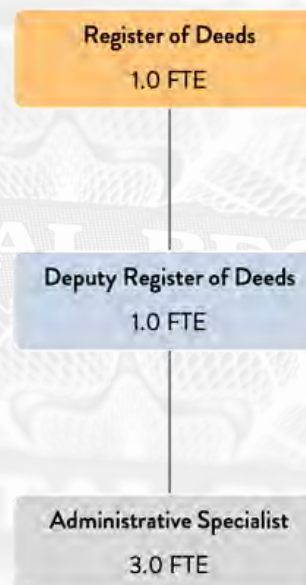 Register of Deeds
1.0 FTE
Deputy Register of Deeds
1.0 FTE
Administrative Specialist
3.0 FTE